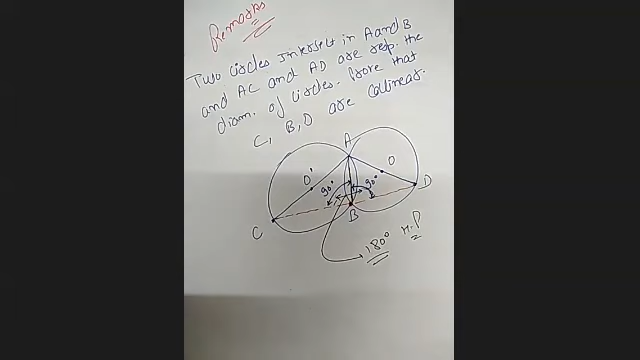 Remarks
Two circles Intersect in A and B
and AC and AD are resp. the
diam. of circles. Prove that
C, B, D are Collinear.
A
O'
O
90°
90°
D
B
C
180° H.P